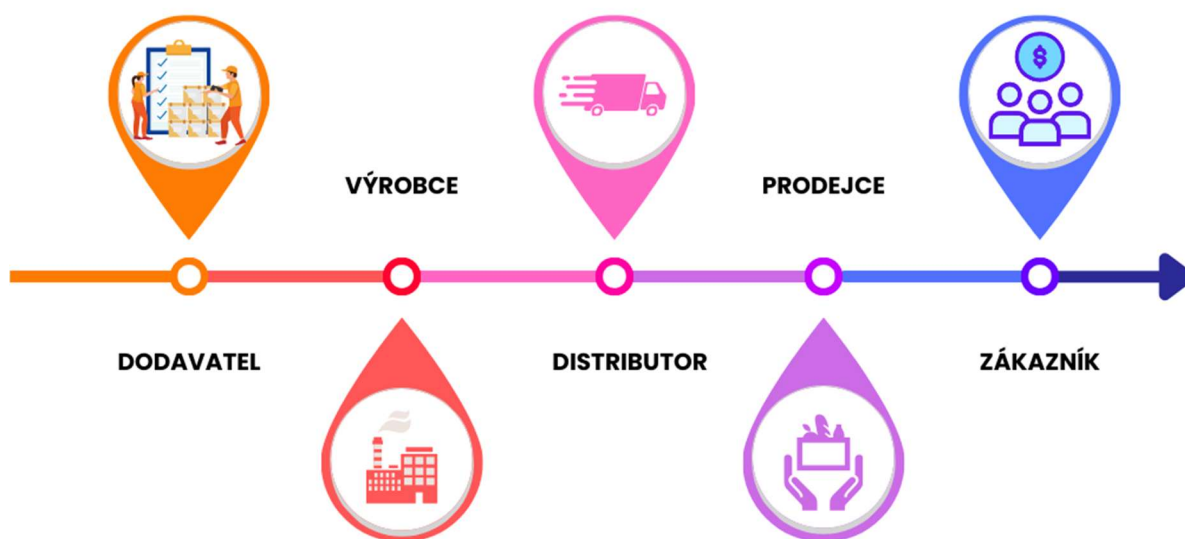 VÝROBCE
PRODEJCE
DODAVATEL
DISTRIBUTOR
ZÁKAZNÍK
$